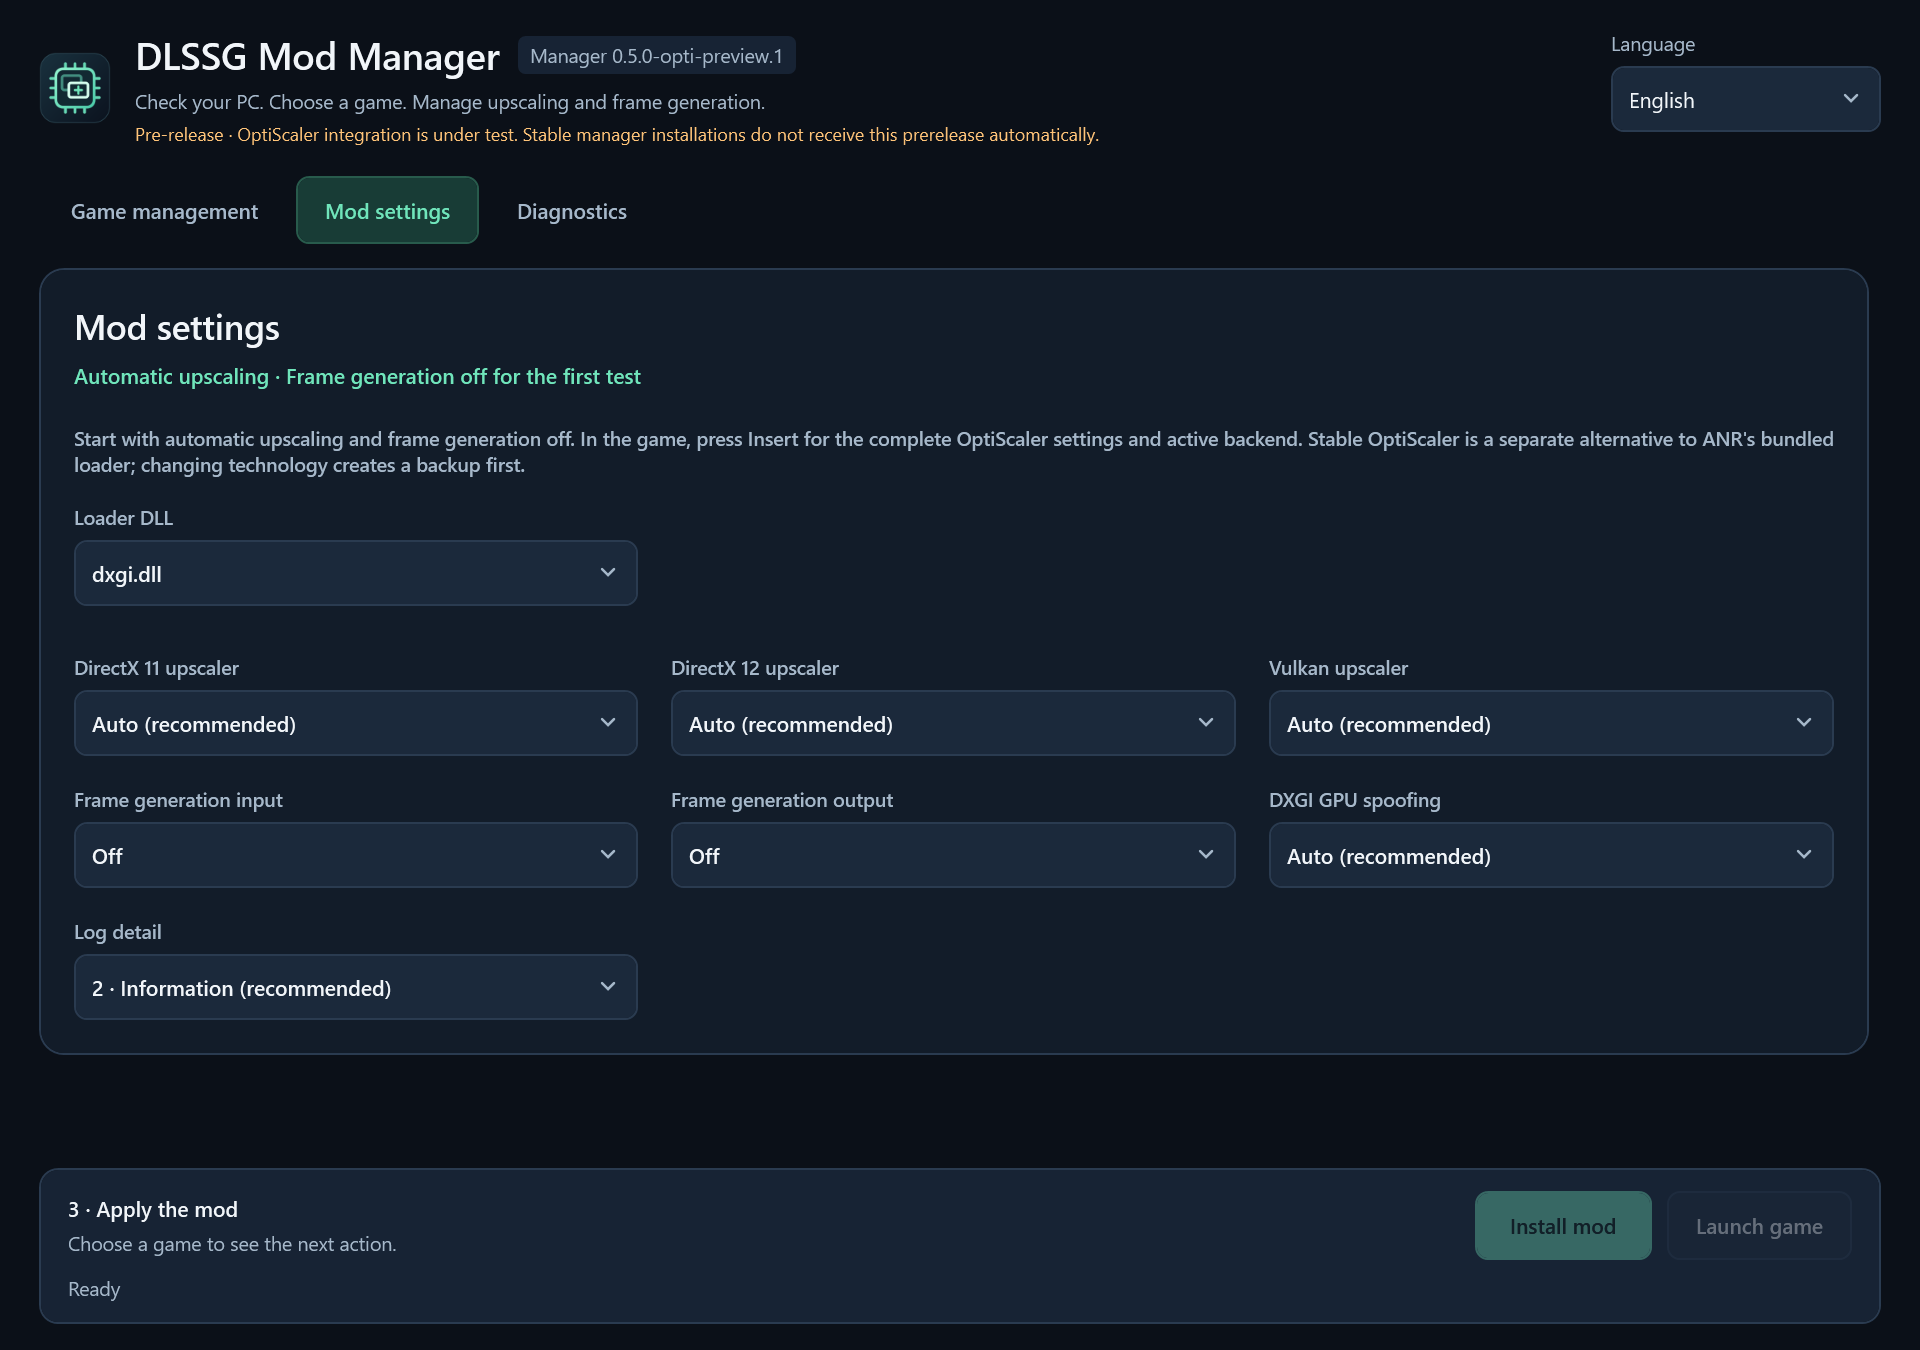 DLSSG Mod Manager
Manager 0.5.0-opti-preview.1
Check your PC. Choose a game. Manage upscaling and frame generation.
Pre-release · OptiScaler integration is under test. Stable manager installations do not receive this prerelease automatically.
Language
English
Game management
Mod settings
Diagnostics
Mod settings
Automatic upscaling · Frame generation off for the first test
Start with automatic upscaling and frame generation off. In the game, press Insert for the complete OptiScaler settings and active backend. Stable OptiScaler is a separate alternative to ANR's bundled
loader; changing technology creates a backup first.
Loader DLL
dxgi.dll
DirectX 11 upscaler
DirectX 12 upscaler
Vulkan upscaler
Auto (recommended)
Auto (recommended)
Auto (recommended)
Frame generation input
Frame generation output
DXGI GPU spoofing
Off
Off
Auto (recommended)
Log detail
2 · Information (recommended)
3 · Apply the mod
Choose a game to see the next action.
Ready
Install mod
Launch game